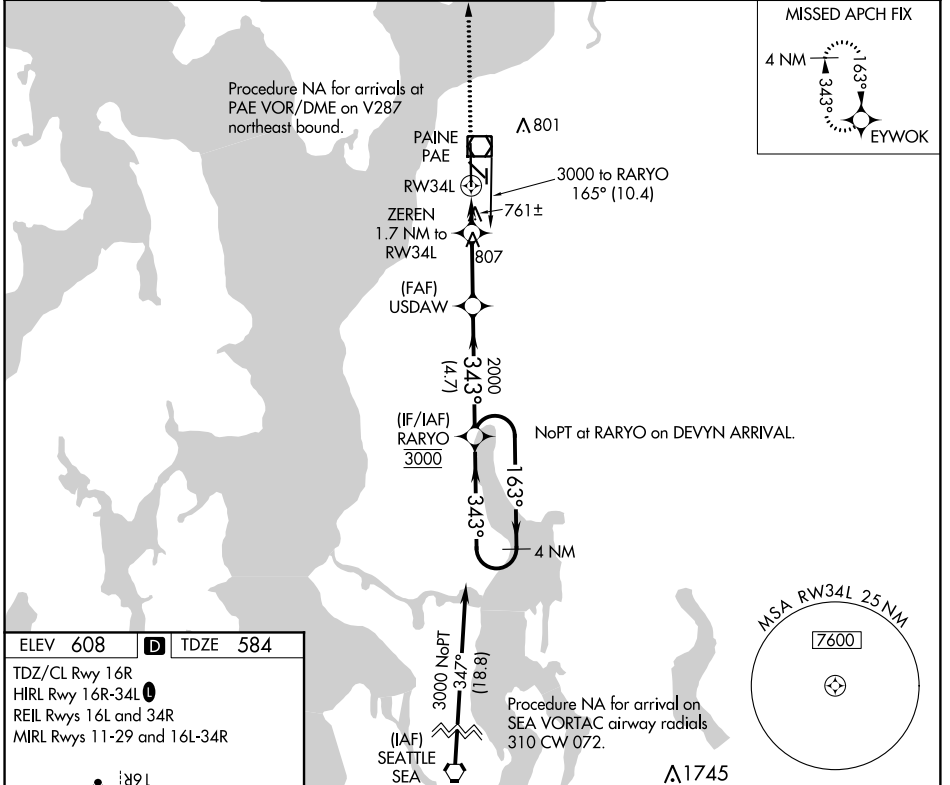 MISSED APCH FIX
4 NM
163°
343°
EYWOK
Procedure NA for arrivals at
PAE VOR/DME on V287
northeast bound.
801
PAINE
PAE
RW34L
3000 to RARYO
165° (10.4)
761±
ZEREN
1.7 NM to
RW34L
807
(FAF)
USDAW
2000
343°
(4.7)
(IF/IAF)
RARYO
3000
NoPT at RARYO on DEVYN ARRIVAL.
163°
343°
4 NM
MSA RW34L 25 NM
7600
3000 NoPT
347°
(18.8)
Procedure NA for arrival on
SEA VORTAC airway radials
310 CW 072.
(IAF)
SEATTLE
SEA
1745
ELEV 608 D TDZE 584
TDZ/CL Rwy 16R
HIRL Rwy 16R-34L L
REIL Rwys 16L and 34R
MIRL Rwys 11-29 and 16L-34R
16R